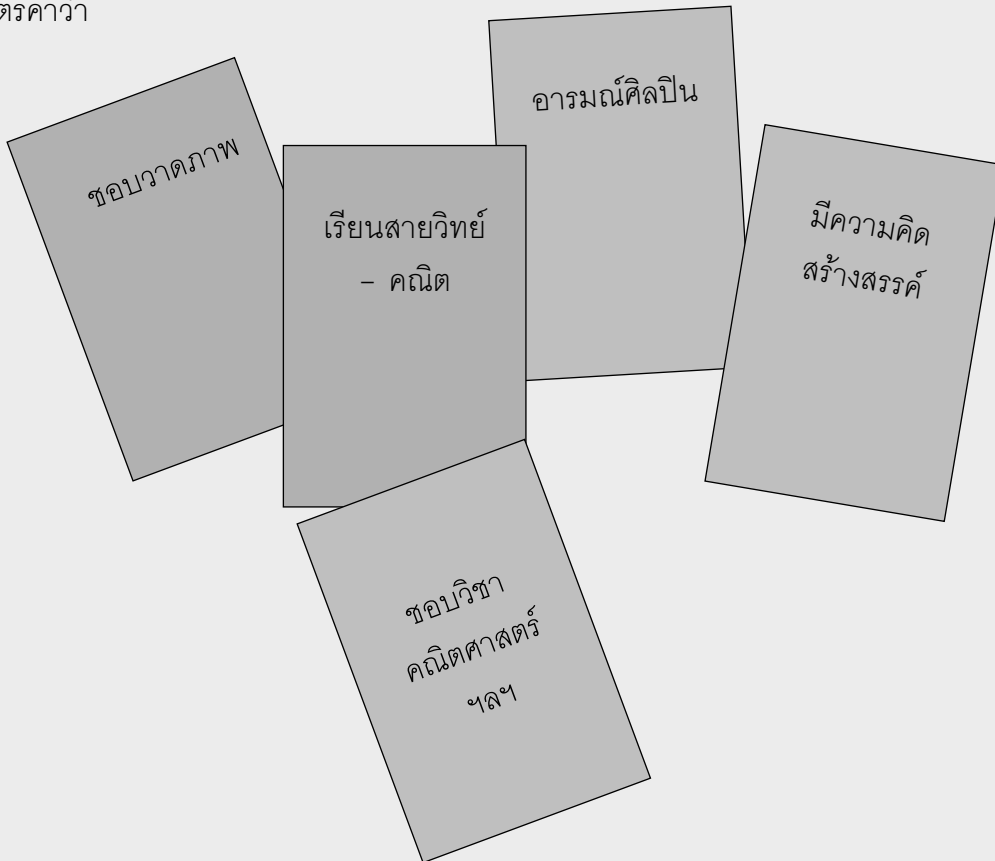 ตรคาวา
ชอบวาดภาพ
เรียนสายวิทย์
– คณิต
อารมณ์ศิลปิน
มีความคิด
สร้างสรรค์
ชอบวิชา
คณิตศาสตร์
ฯลฯ